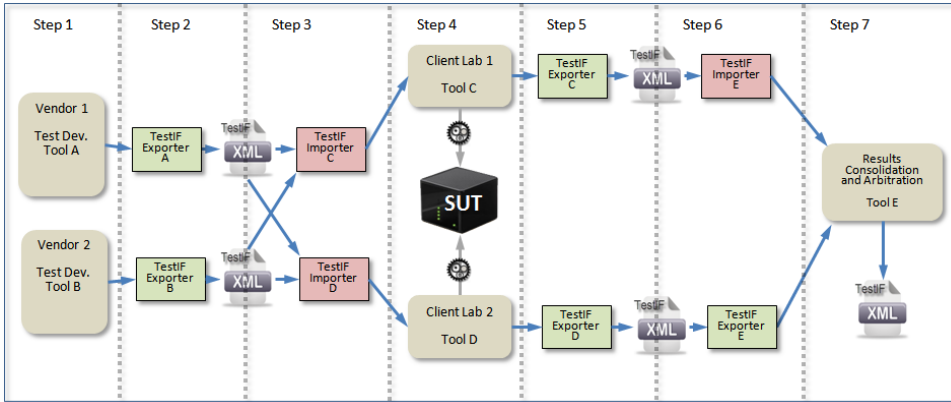 Step 1
Step 2
Step 3
Step 4
Step 5
Step 6
Step 7
Vendor 1
Test Dev.
Tool A
TestIF
Exporter
A
TestIF
XML
TestIF
Importer
C
Client Lab 1
Tool C
TestIF
Exporter
C
TestIF
XML
TestIF
Importer
E
SUT
Results
Consolidation
and Arbitration
Tool E
Vendor 2
Test Dev.
Tool B
TestIF
Exporter
B
TestIF
XML
TestIF
Importer
D
Client Lab 2
Tool D
TestIF
Exporter
D
TestIF
XML
TestIF
Exporter
E
TestIF
XML